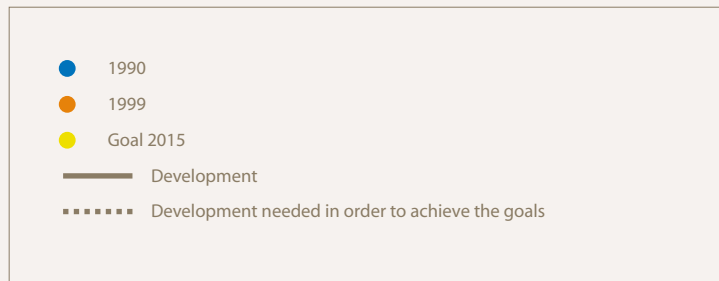 1990
1999
Goal 2015
Development
Development needed in order to achieve the goals